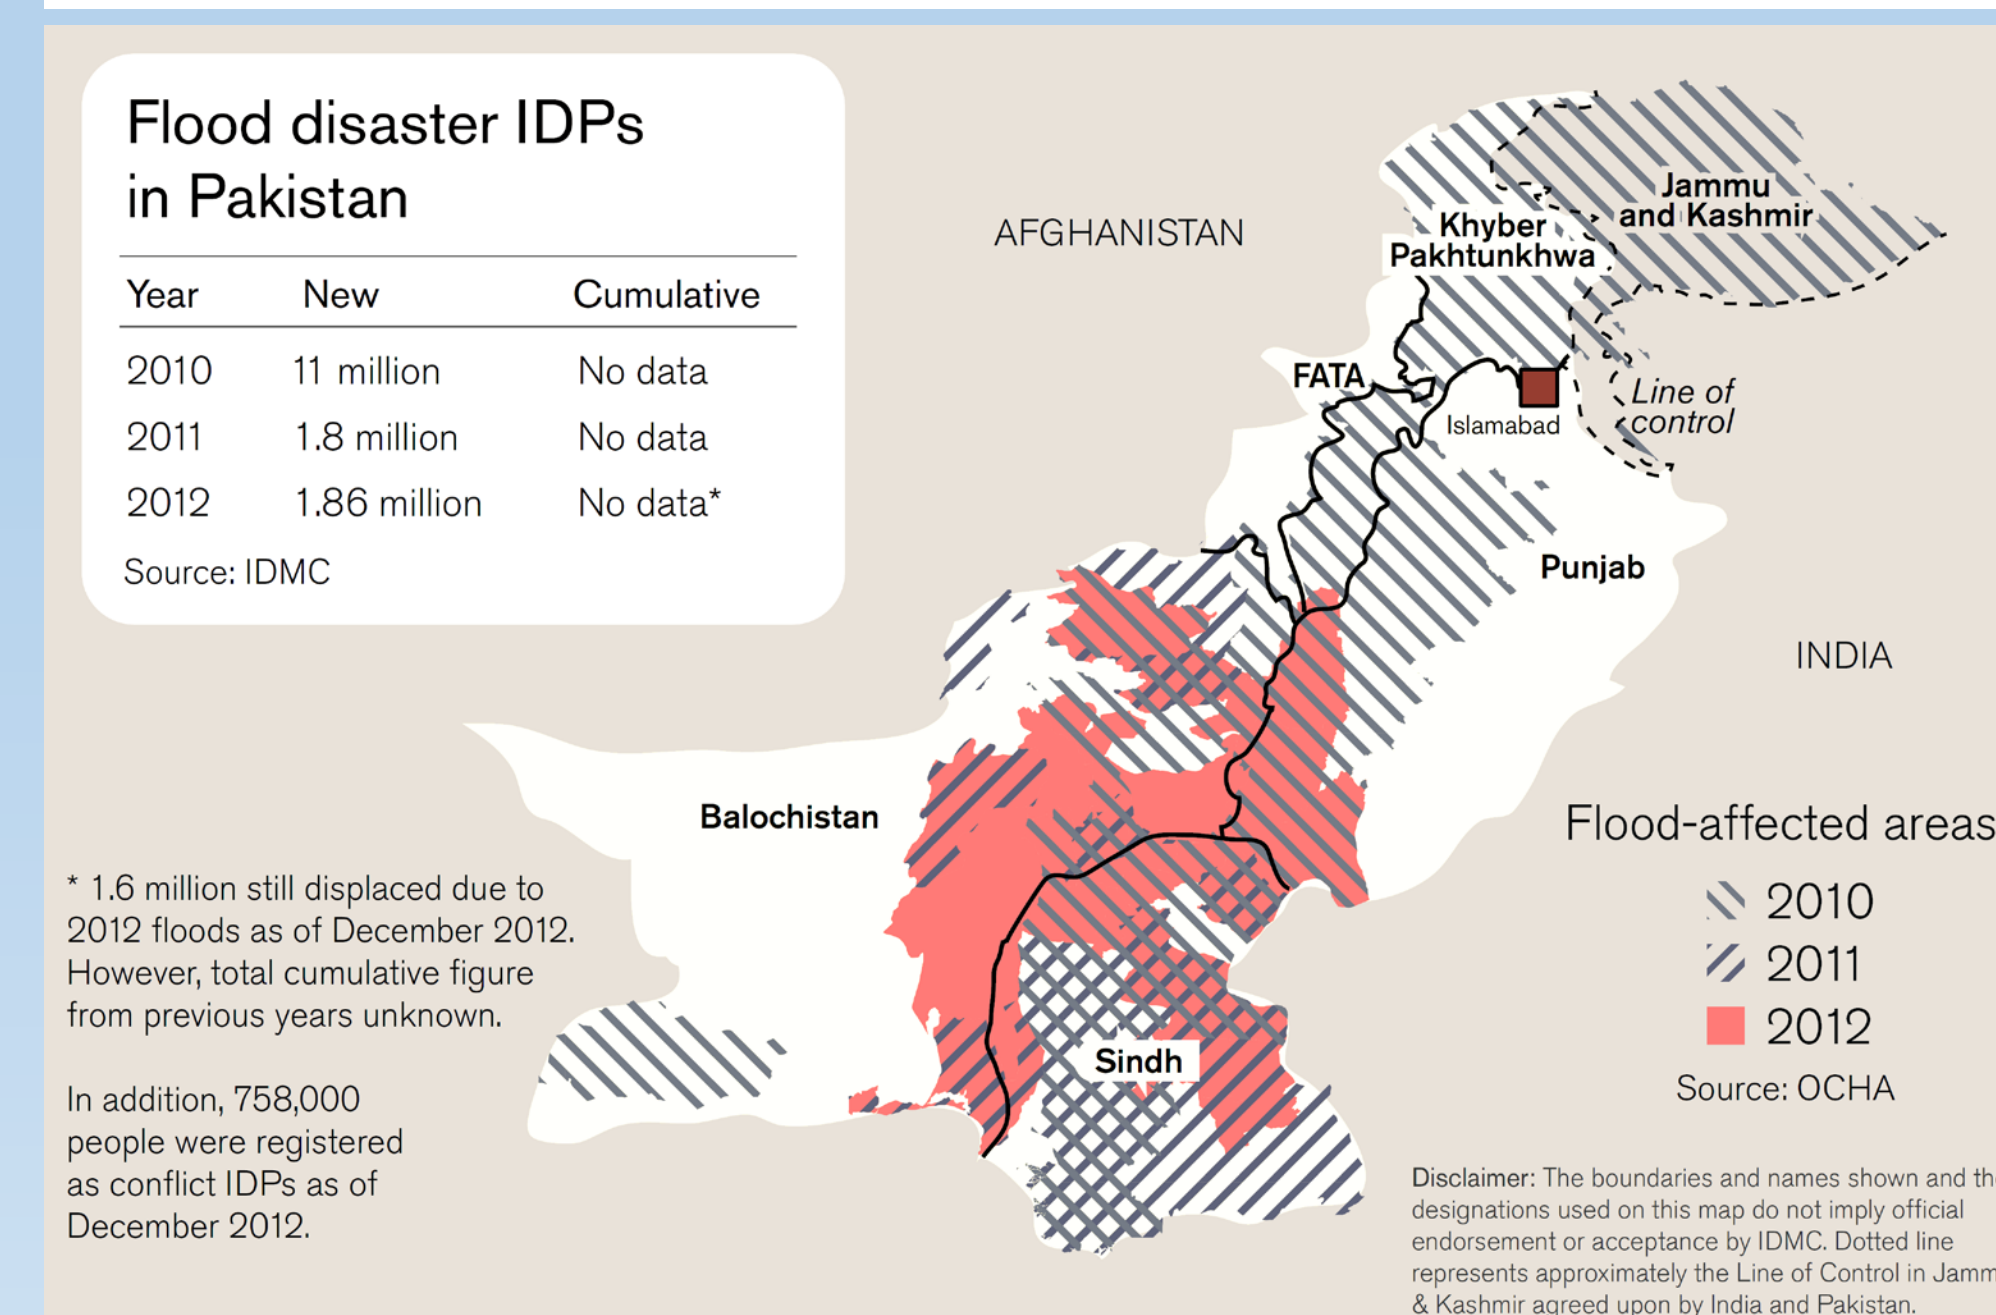 Flood disaster IDPs
in Pakistan
Year New Cumulative
2010 11 million No data
2011 1.8 million No data
2012 1.86 million No data*
Source: IDMC
AFGHANISTAN
Jammu
and Kashmir
Khyber
Pakhtunkhwa
FATA
Islamabad
Line of
control
Punjab
INDIA
Balochistan
Sindh
* 1.6 million still displaced due to
2012 floods as of December 2012.
However, total cumulative figure
from previous years unknown.
In addition, 758,000
people were registered
as conflict IDPs as of
December 2012.
Flood-affected areas
2010
2011
2012
Source: OCHA
Disclaimer: The boundaries and names shown and
designations used on this map do not imply official
endorsement or acceptance by IDMC. Dotted line
represents approximately the Line of Control in
& Kashmir agreed upon by India and Pakistan.